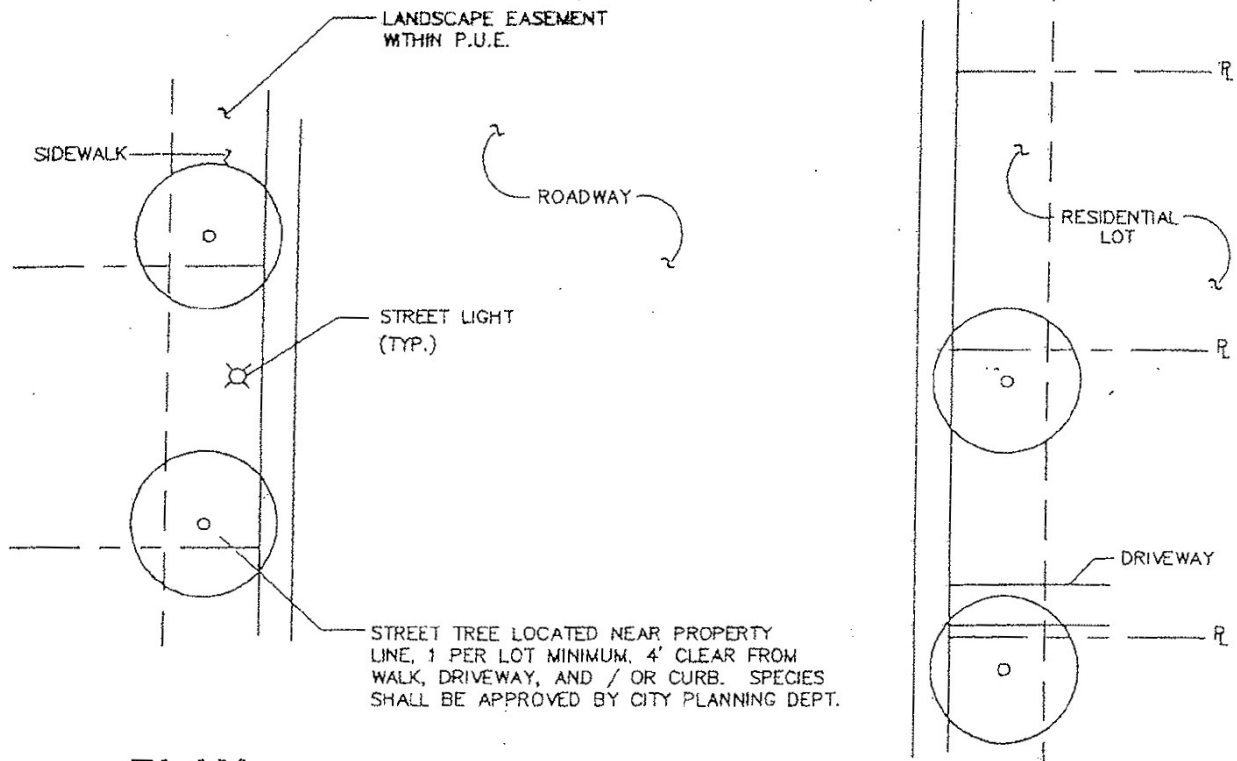 LANDSCAPE EASEMENT
WITHIN P.U.E.
SIDEWALK
ROADWAY
RESIDENTIAL
LOT
STREET LIGHT
(TYP.)
DRIVEWAY
STREET TREE LOCATED NEAR PROPERTY
LINE, 1 PER LOT MINIMUM, 4' CLEAR FROM
WALK, DRIVEWAY, AND / OR CURB. SPECIES
SHALL BE APPROVED BY CITY PLANNING DEPT.
PL
PL
PL